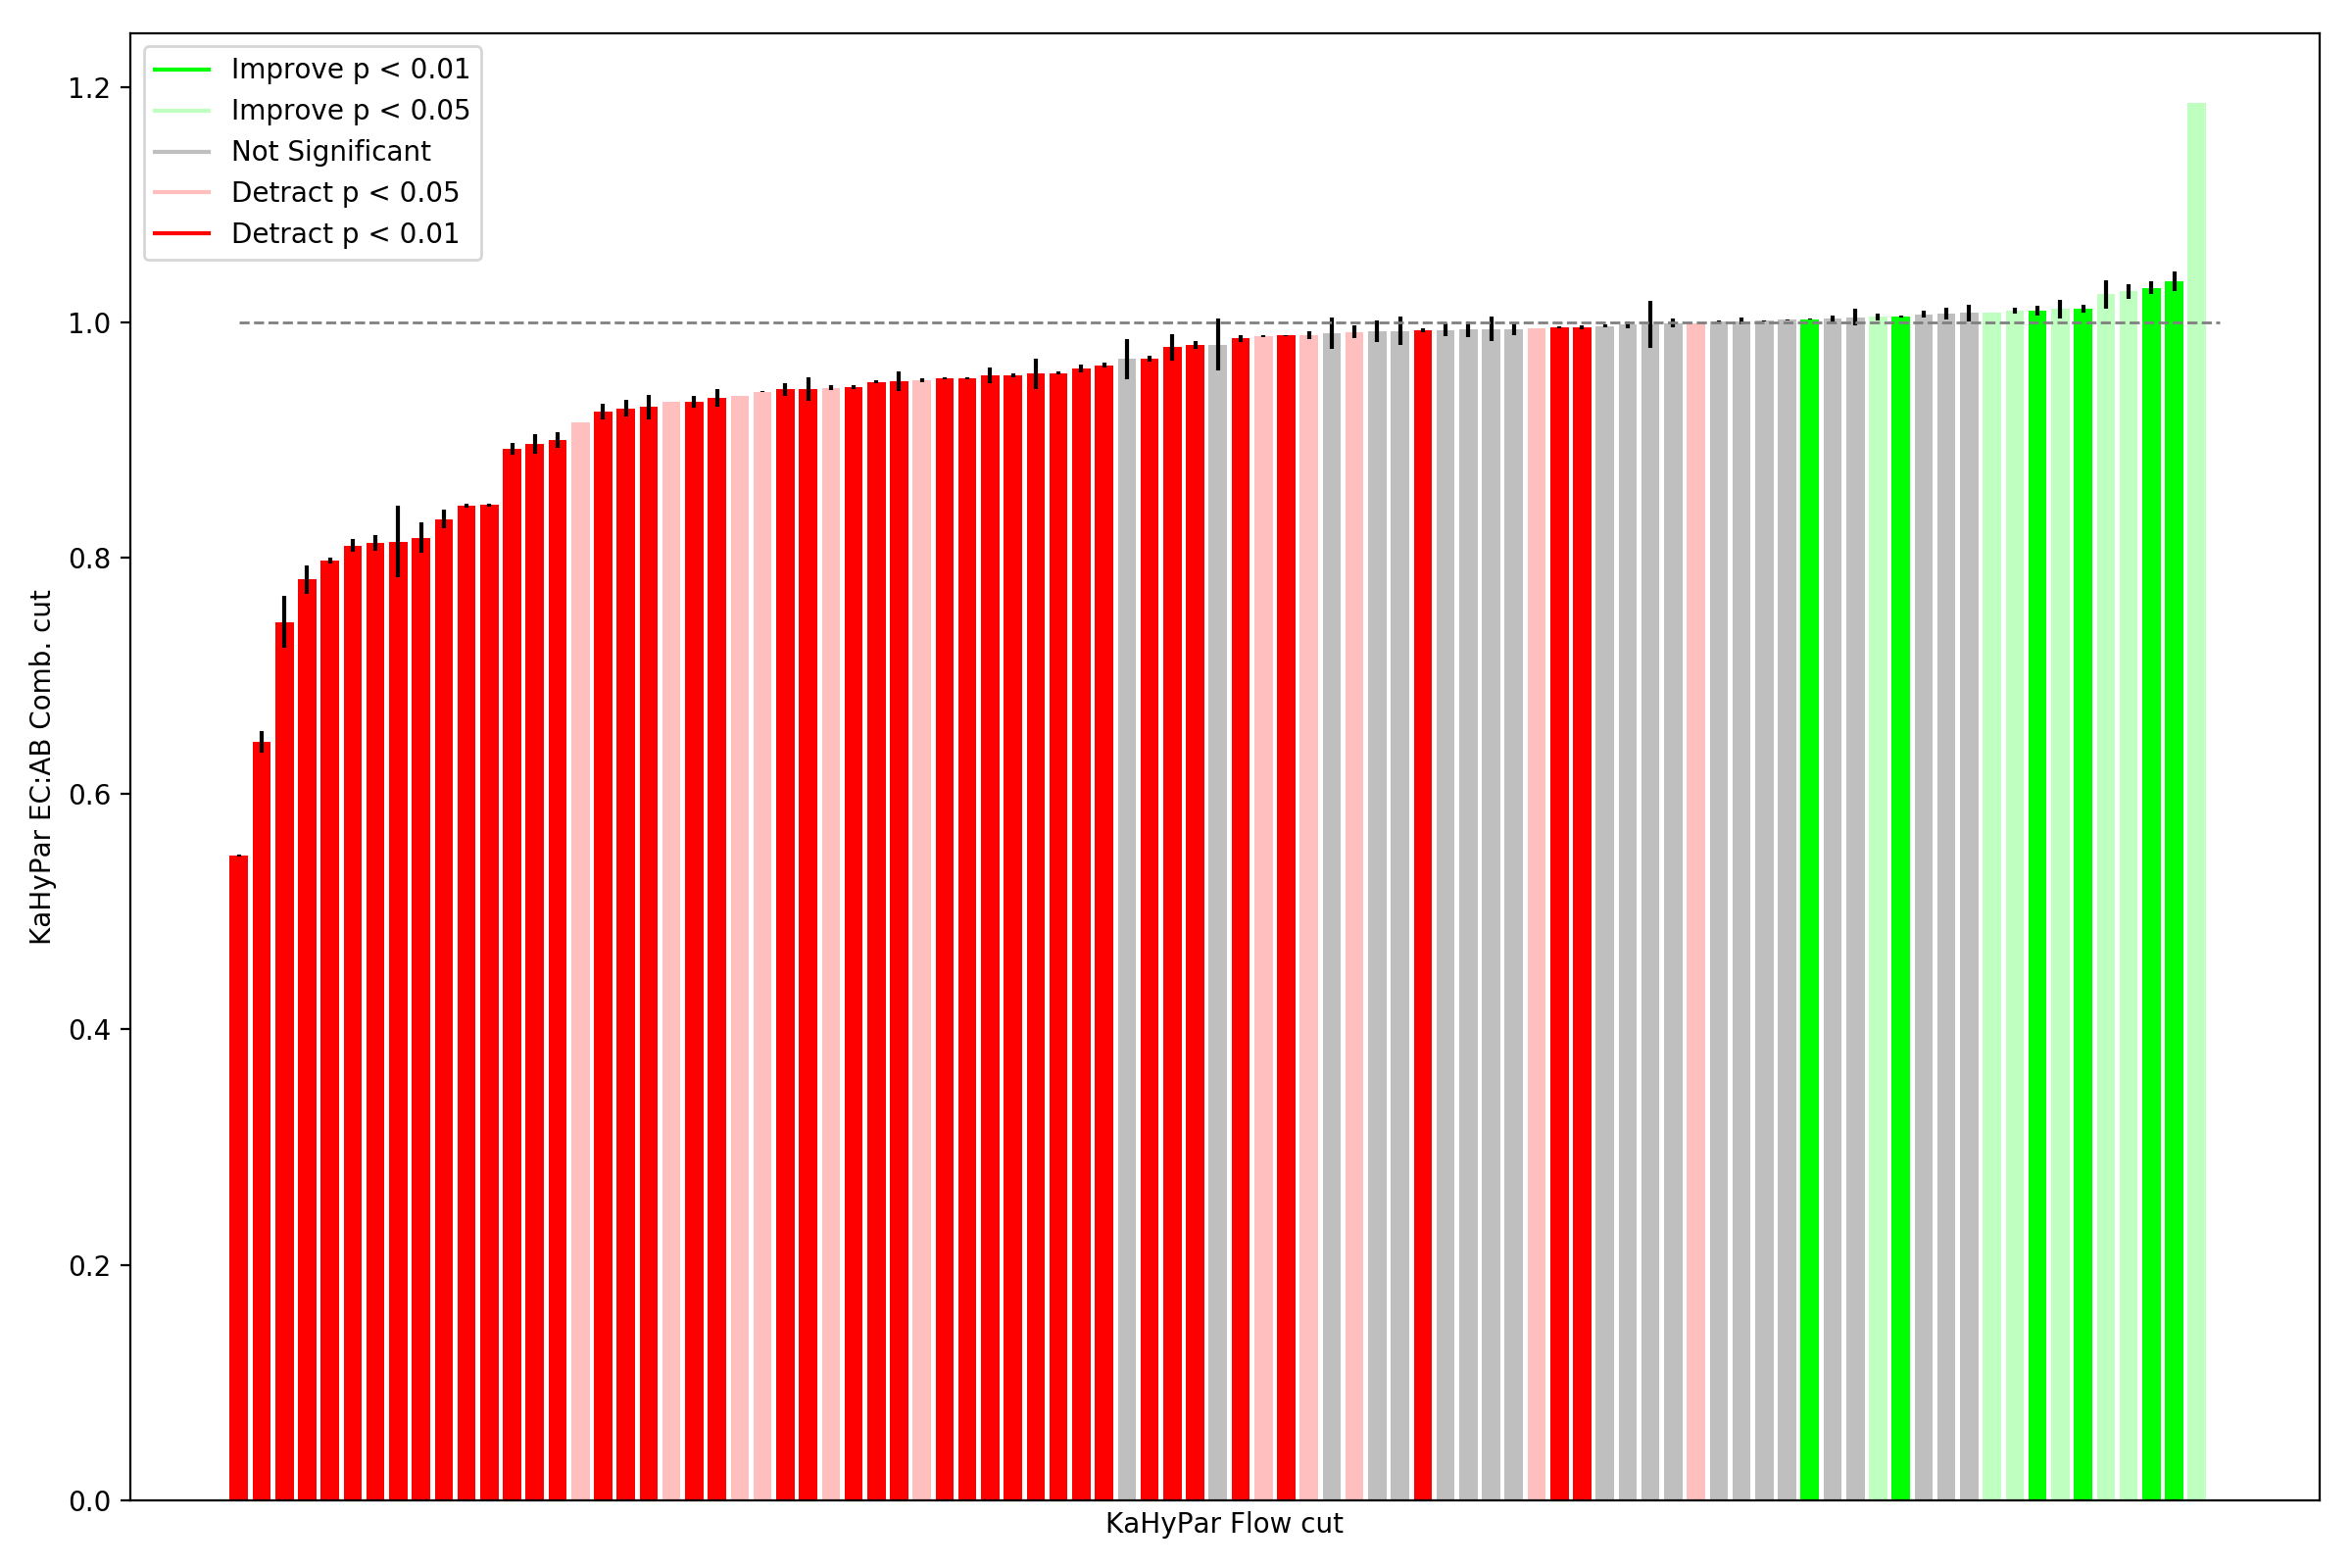 Improve p < 0.01
Improve p < 0.05
Not Significant
Detract p < 0.05
Detract p < 0.01
1.2
1.0
0.8
0.6
0.4
0.2
0.0
KaHyPar EC:AB Comb. cut
KaHyPar Flow cut